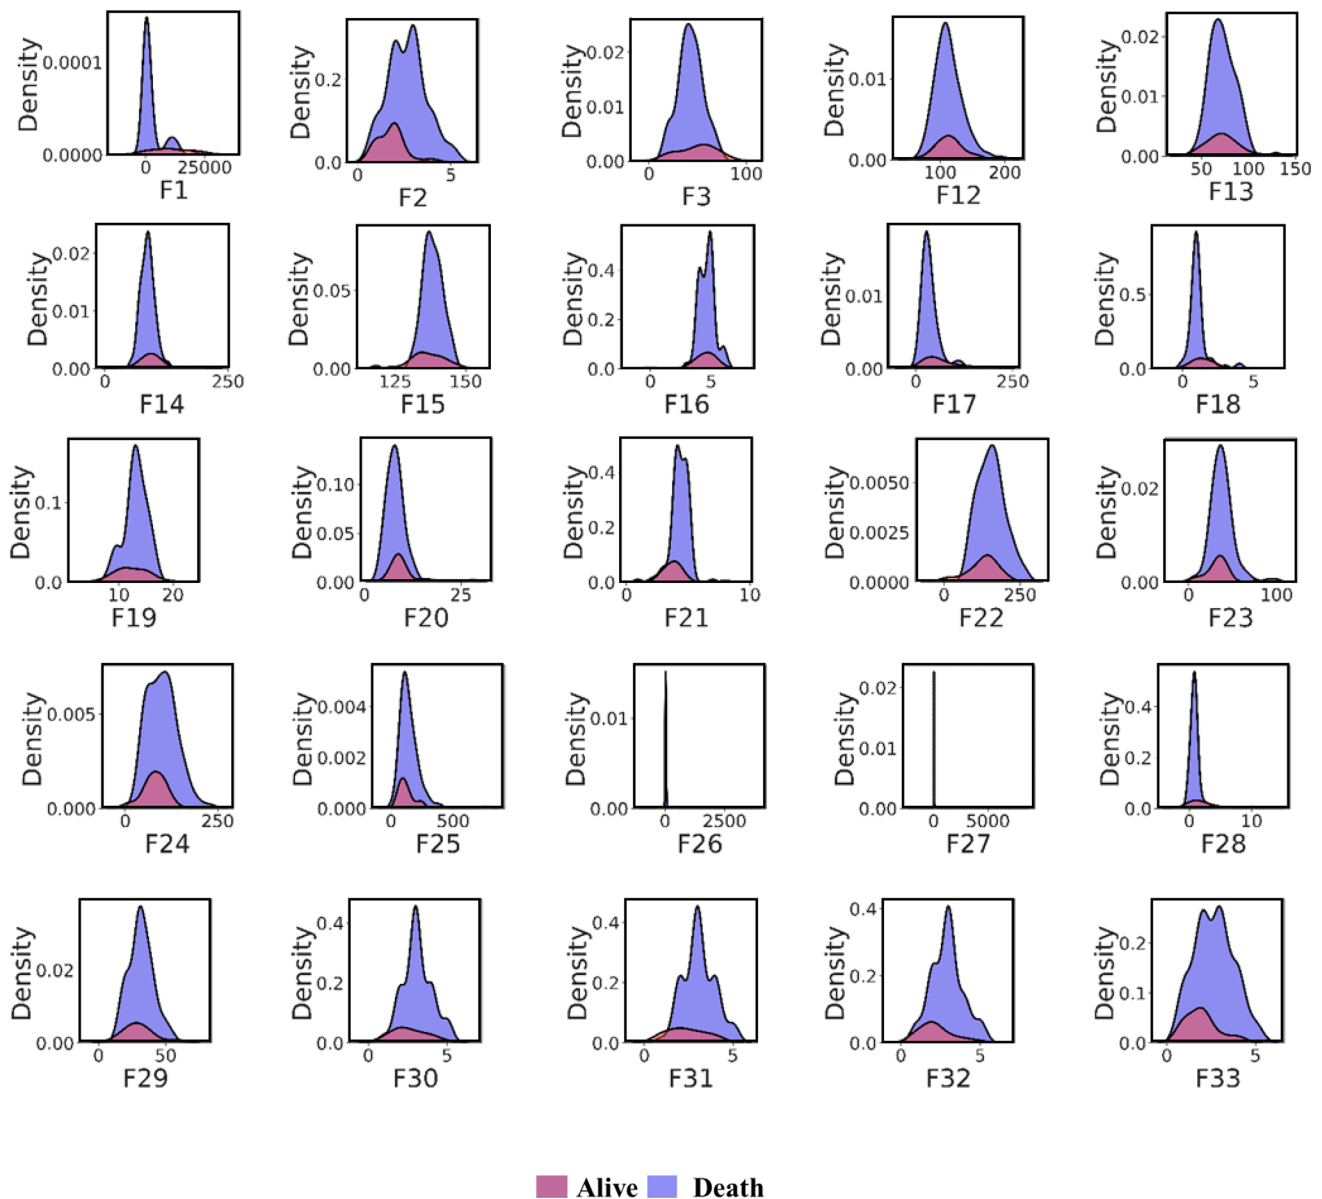 Density
0.0001
0.0000
0 25000
F1
Density
0.2
0.0
0 5
F2
Density
0.02
0.01
0.00
0 100
F3
Density
0.01
0.00
100 200
F12
Density
0.02
0.01
0.00
50 100 150
F13
Density
0.02
0.01
0.00
0 250
F14
Density
0.05
0.00
125 150
F15
Density
0.4
0.2
0.0
0 5
F16
Density
0.01
0.00
0 250
F17
Density
0.5
0.0
0 5
F18
Density
0.1
0.0
10 20
F19
Density
0.10
0.05
0.00
0 25
F20
Density
0.4
0.2
0.0
0 10
F21
Density
0.0050
0.0025
0.0000
0 250
F22
Density
0.02
0.00
0 100
F23
Density
0.005
0.000
0 250
F24
Density
0.004
0.002
0.000
0 500
F25
Density
0.01
0.00
0 2500
F26
Density
0.02
0.01
0.00
0 5000
F27
Density
0.4
0.2
0.0
0 10
F28
Density
0.02
0.00
0 50
F29
Density
0.4
0.2
0.0
0 5
F30
Density
0.4
0.2
0.0
0 5
F31
Density
0.4
0.2
0.0
0 5
F32
Density
0.2
0.1
0.0
0 5
F33
Alive Death